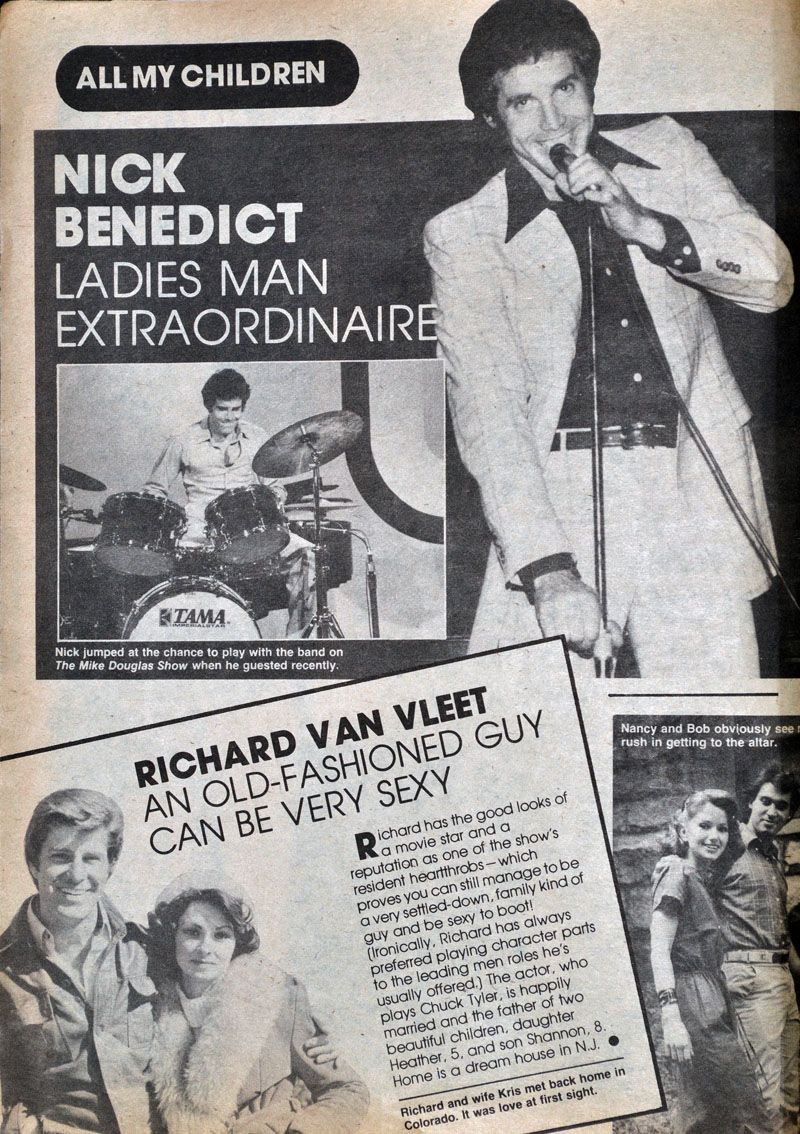 ALL MY CHILDREN
NICK
BENEDICT
LADIES MAN
EXTRAORDINAIRE
TAMA
IMPERIALSTAR
Nick jumped at the chance to play with the band on
The Mike Douglas Show when he guested recently.
RICHARD VAN VLEET
AN OLD-FASHIONED GUY
CAN BE VERY SEXY
Richard has the good looks of
a movie star and a
reputation as one of the show's
resident heartthrobs—which
proves you can still manage to be
a very settled-down, family kind of
guy and be sexy to boot!
(Ironically, Richard has always
preferred playing character parts
to the leading men roles he's
usually offered.) The actor, who
plays Chuck Tyler, is happily
married and the father of two
beautiful children, daughter
Heather, 5, and son Shannon, 8.
Home is a dream house in N.J. ●
Richard and wife Kris met back home in
Colorado. It was love at first sight.
Nancy and Bob obviously see
rush in getting to the altar.